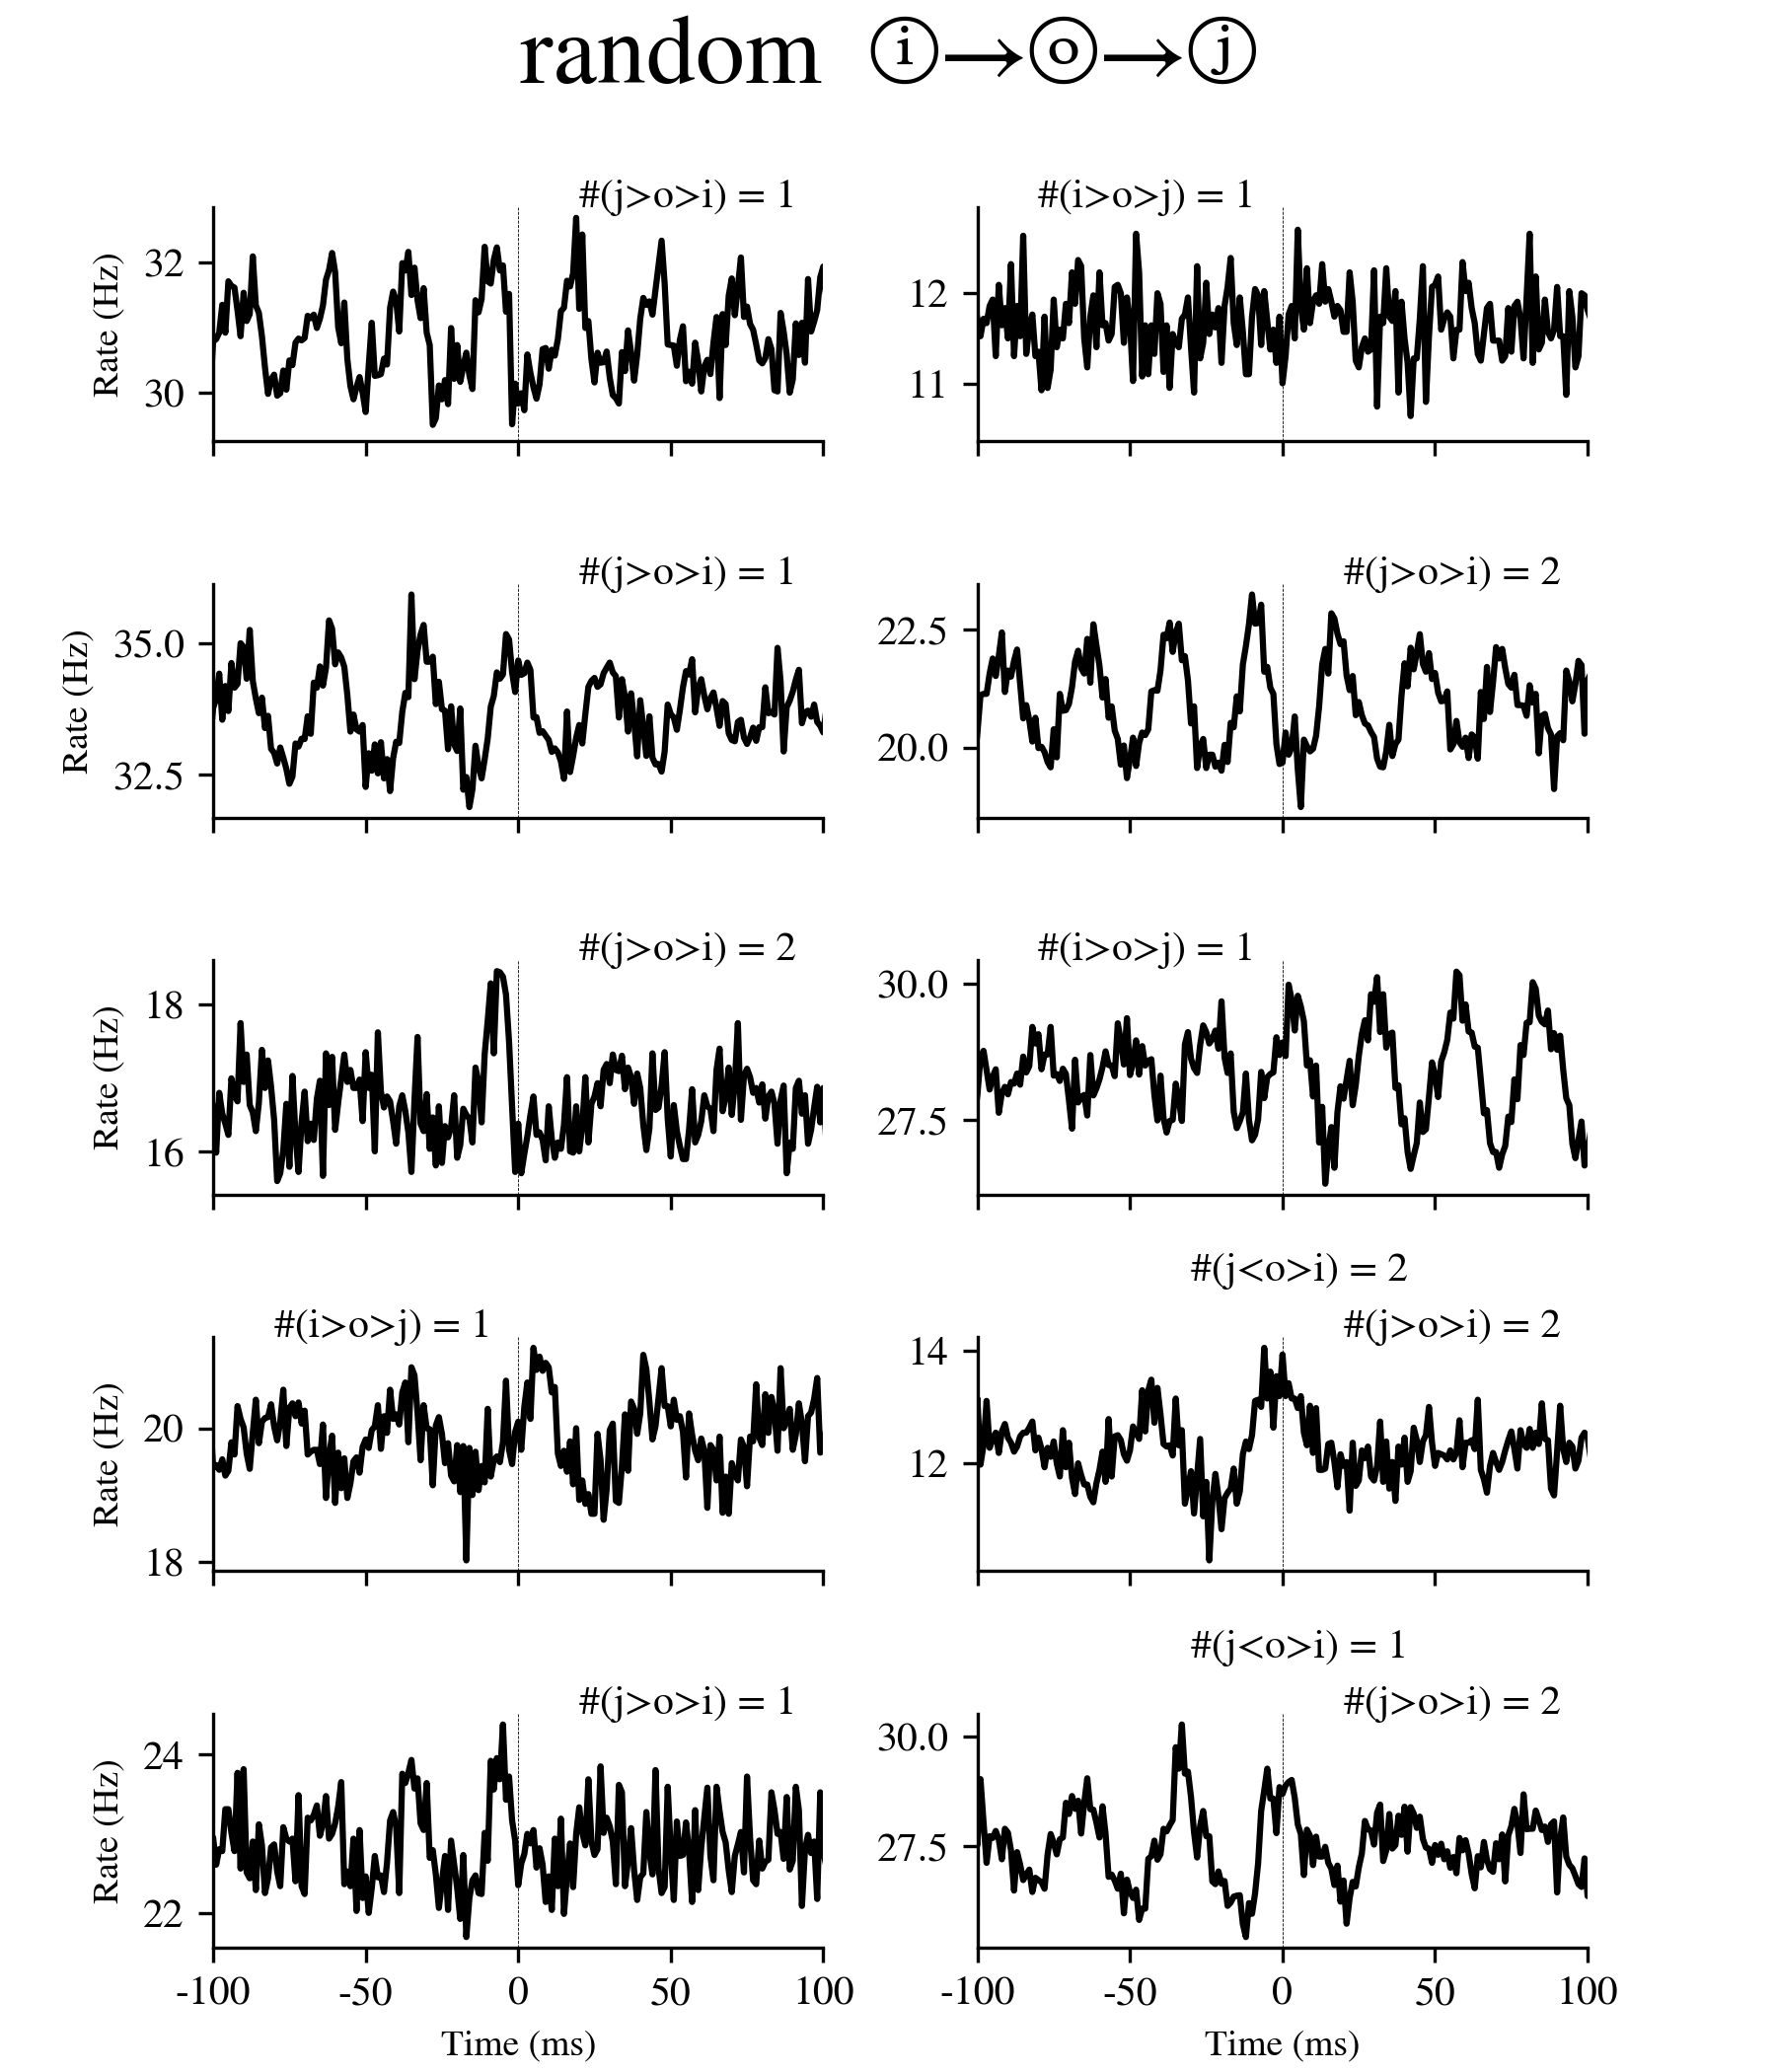 random i→o→j
#(j>o>i) = 1
#(i>o>j) = 1
Rate (Hz)
32
30
12
11
#(j>o>i) = 1
#(j>o>i) = 2
Rate (Hz)
35.0
32.5
22.5
20.0
#(j>o>i) = 2
#(i>o>j) = 1
Rate (Hz)
18
16
30.0
27.5
#(j<o>i) = 2
#(i>o>j) = 1
#(j>o>i) = 2
Rate (Hz)
20
18
14
12
#(j<o>i) = 1
#(j>o>i) = 1
#(j>o>i) = 2
Rate (Hz)
24
22
30.0
27.5
-100 -50 0 50 100
-100 -50 0 50 100
Time (ms)
Time (ms)